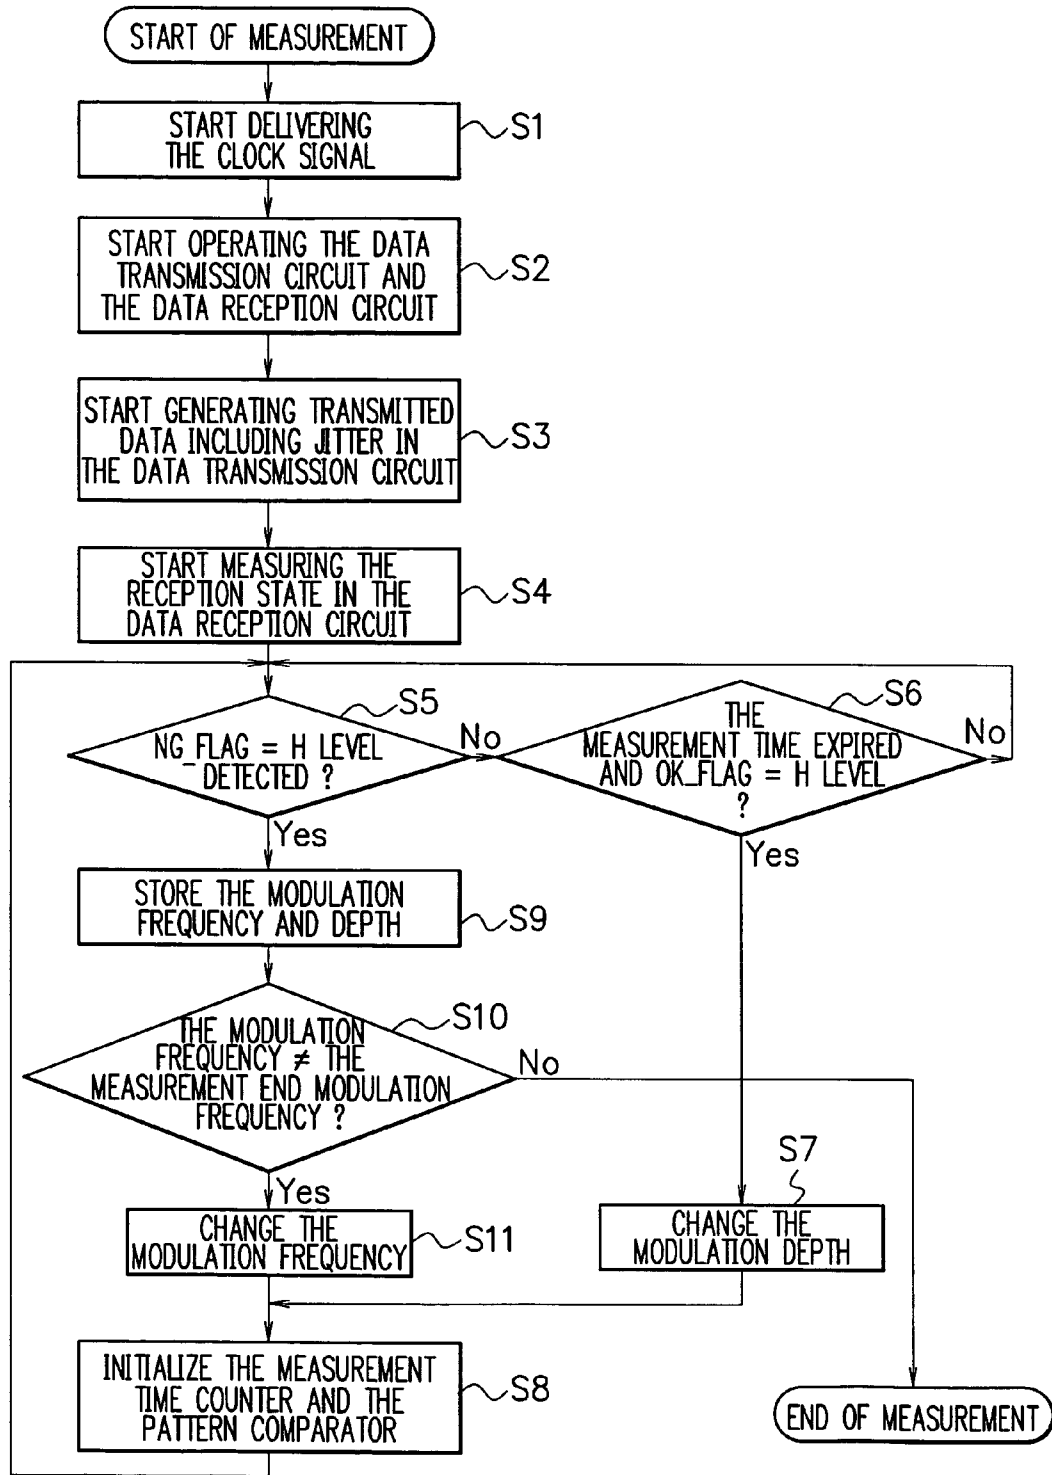 START OF MEASUREMENT
START DELIVERING
THE CLOCK SIGNAL
S1
START OPERATING THE DATA
TRANSMISSION CIRCUIT AND
THE DATA RECEPTION CIRCUIT
S2
START GENERATING TRANSMITTED
DATA INCLUDING JITTER IN
THE DATA TRANSMISSION CIRCUIT
S3
START MEASURING THE
RECEPTION STATE IN THE
DATA RECEPTION CIRCUIT
S4
S5
NG_FLAG = H LEVEL
DETECTED ?
No
Yes
S6
THE
MEASUREMENT TIME EXPIRED
AND OK_FLAG = H LEVEL
?
No
Yes
STORE THE MODULATION
FREQUENCY AND DEPTH
S9
S10
THE MODULATION
FREQUENCY ≠ THE
MEASUREMENT END MODULATION
FREQUENCY ?
No
Yes
CHANGE THE
MODULATION FREQUENCY
S11
S7
CHANGE THE
MODULATION DEPTH
INITIALIZE THE MEASUREMENT
TIME COUNTER AND THE
PATTERN COMPARATOR
S8
END OF MEASUREMENT